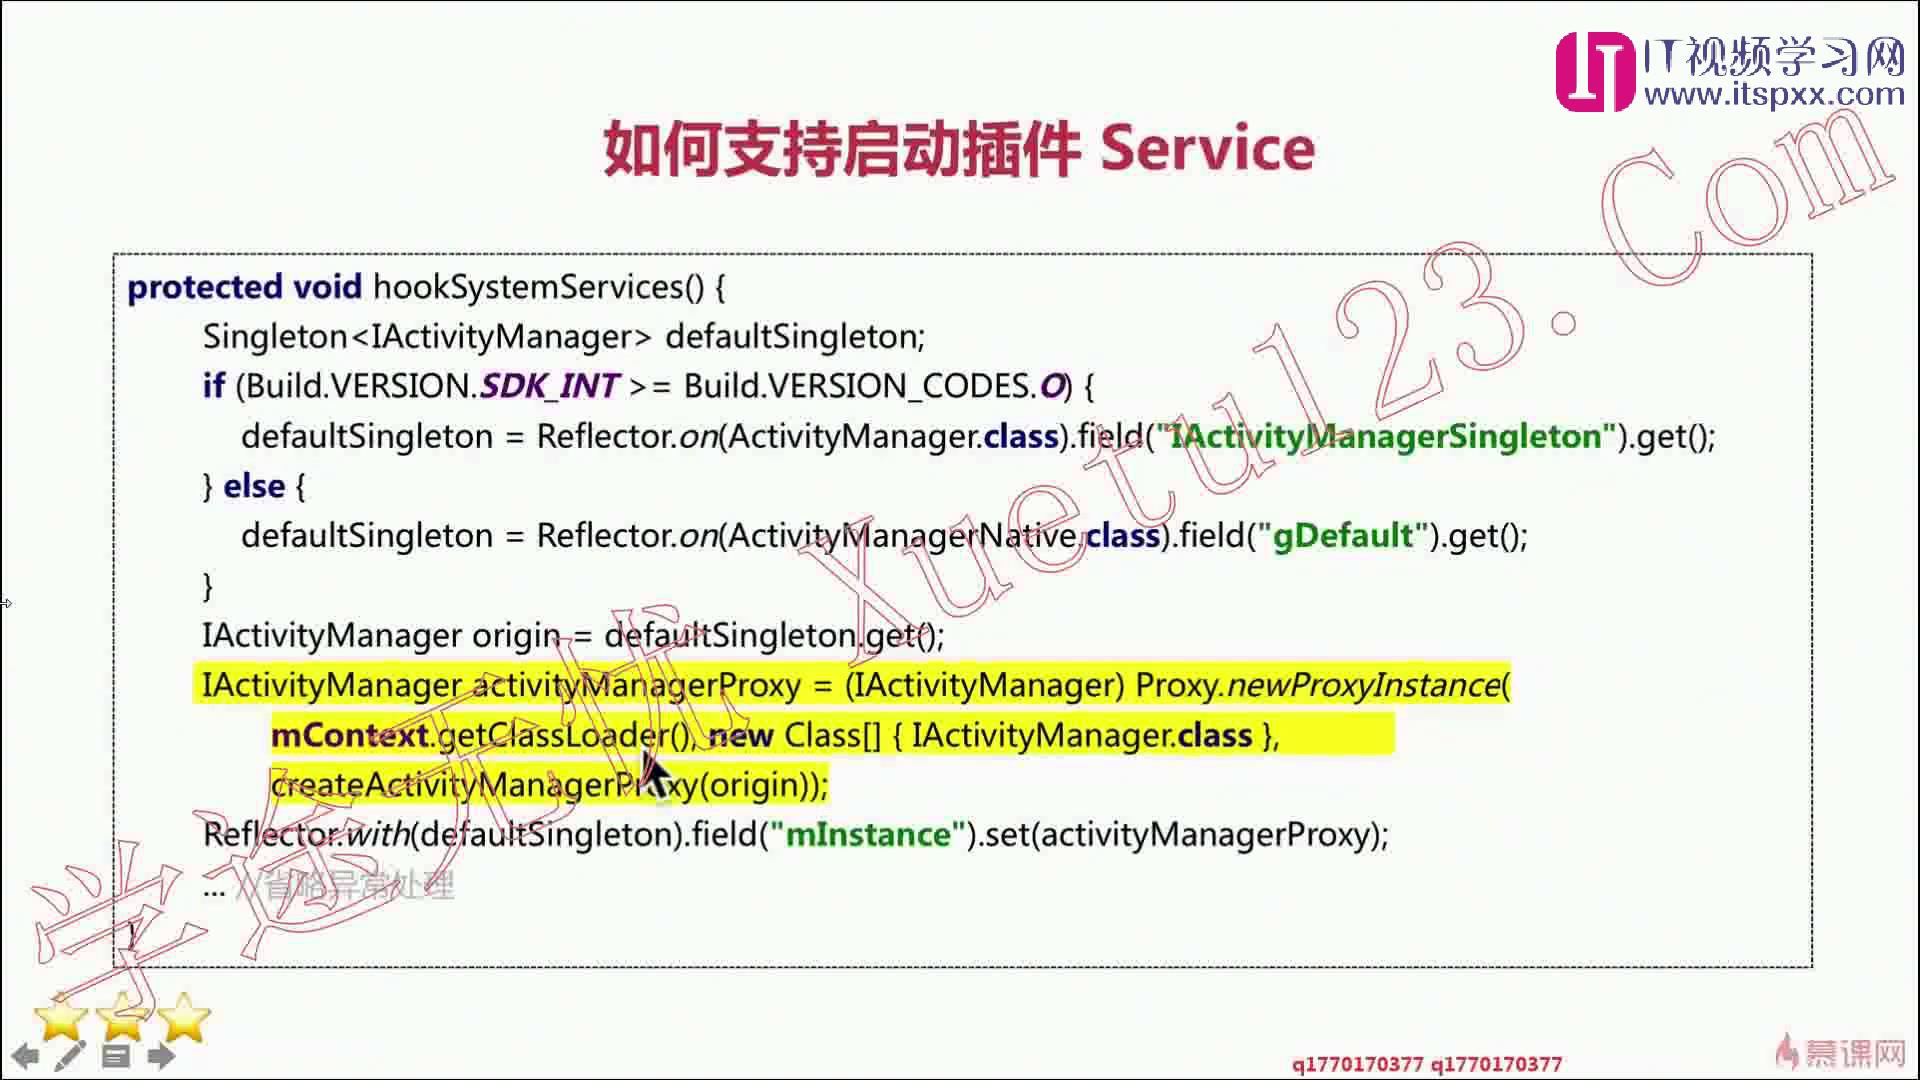 IT视频学习网
www.itspxx.com
如何支持启动插件 Service
protected void hookSystemServices() {
Singleton<IActivityManager> defaultSingleton;
if (Build.VERSION.SDK_INT >= Build.VERSION_CODES.O) {
defaultSingleton = Reflector.on(ActivityManager.class).field("IActivityManagerSingleton").get();
} else {
defaultSingleton = Reflector.on(ActivityManagerNative.class).field("gDefault").get();
}
IActivityManager origin = defaultSingleton.get();
IActivityManager activityManagerProxy = (IActivityManager) Proxy.newProxyInstance(
mContext.getClassLoader(), new Class[] { IActivityManager.class },
createActivityManagerProxy(origin));
Reflector.with(defaultSingleton).field("mInstance").set(activityManagerProxy);
... //省略异常处理
}
学途无忧 Xuetu123.Com
q1770170377 q1770170377
慕课网